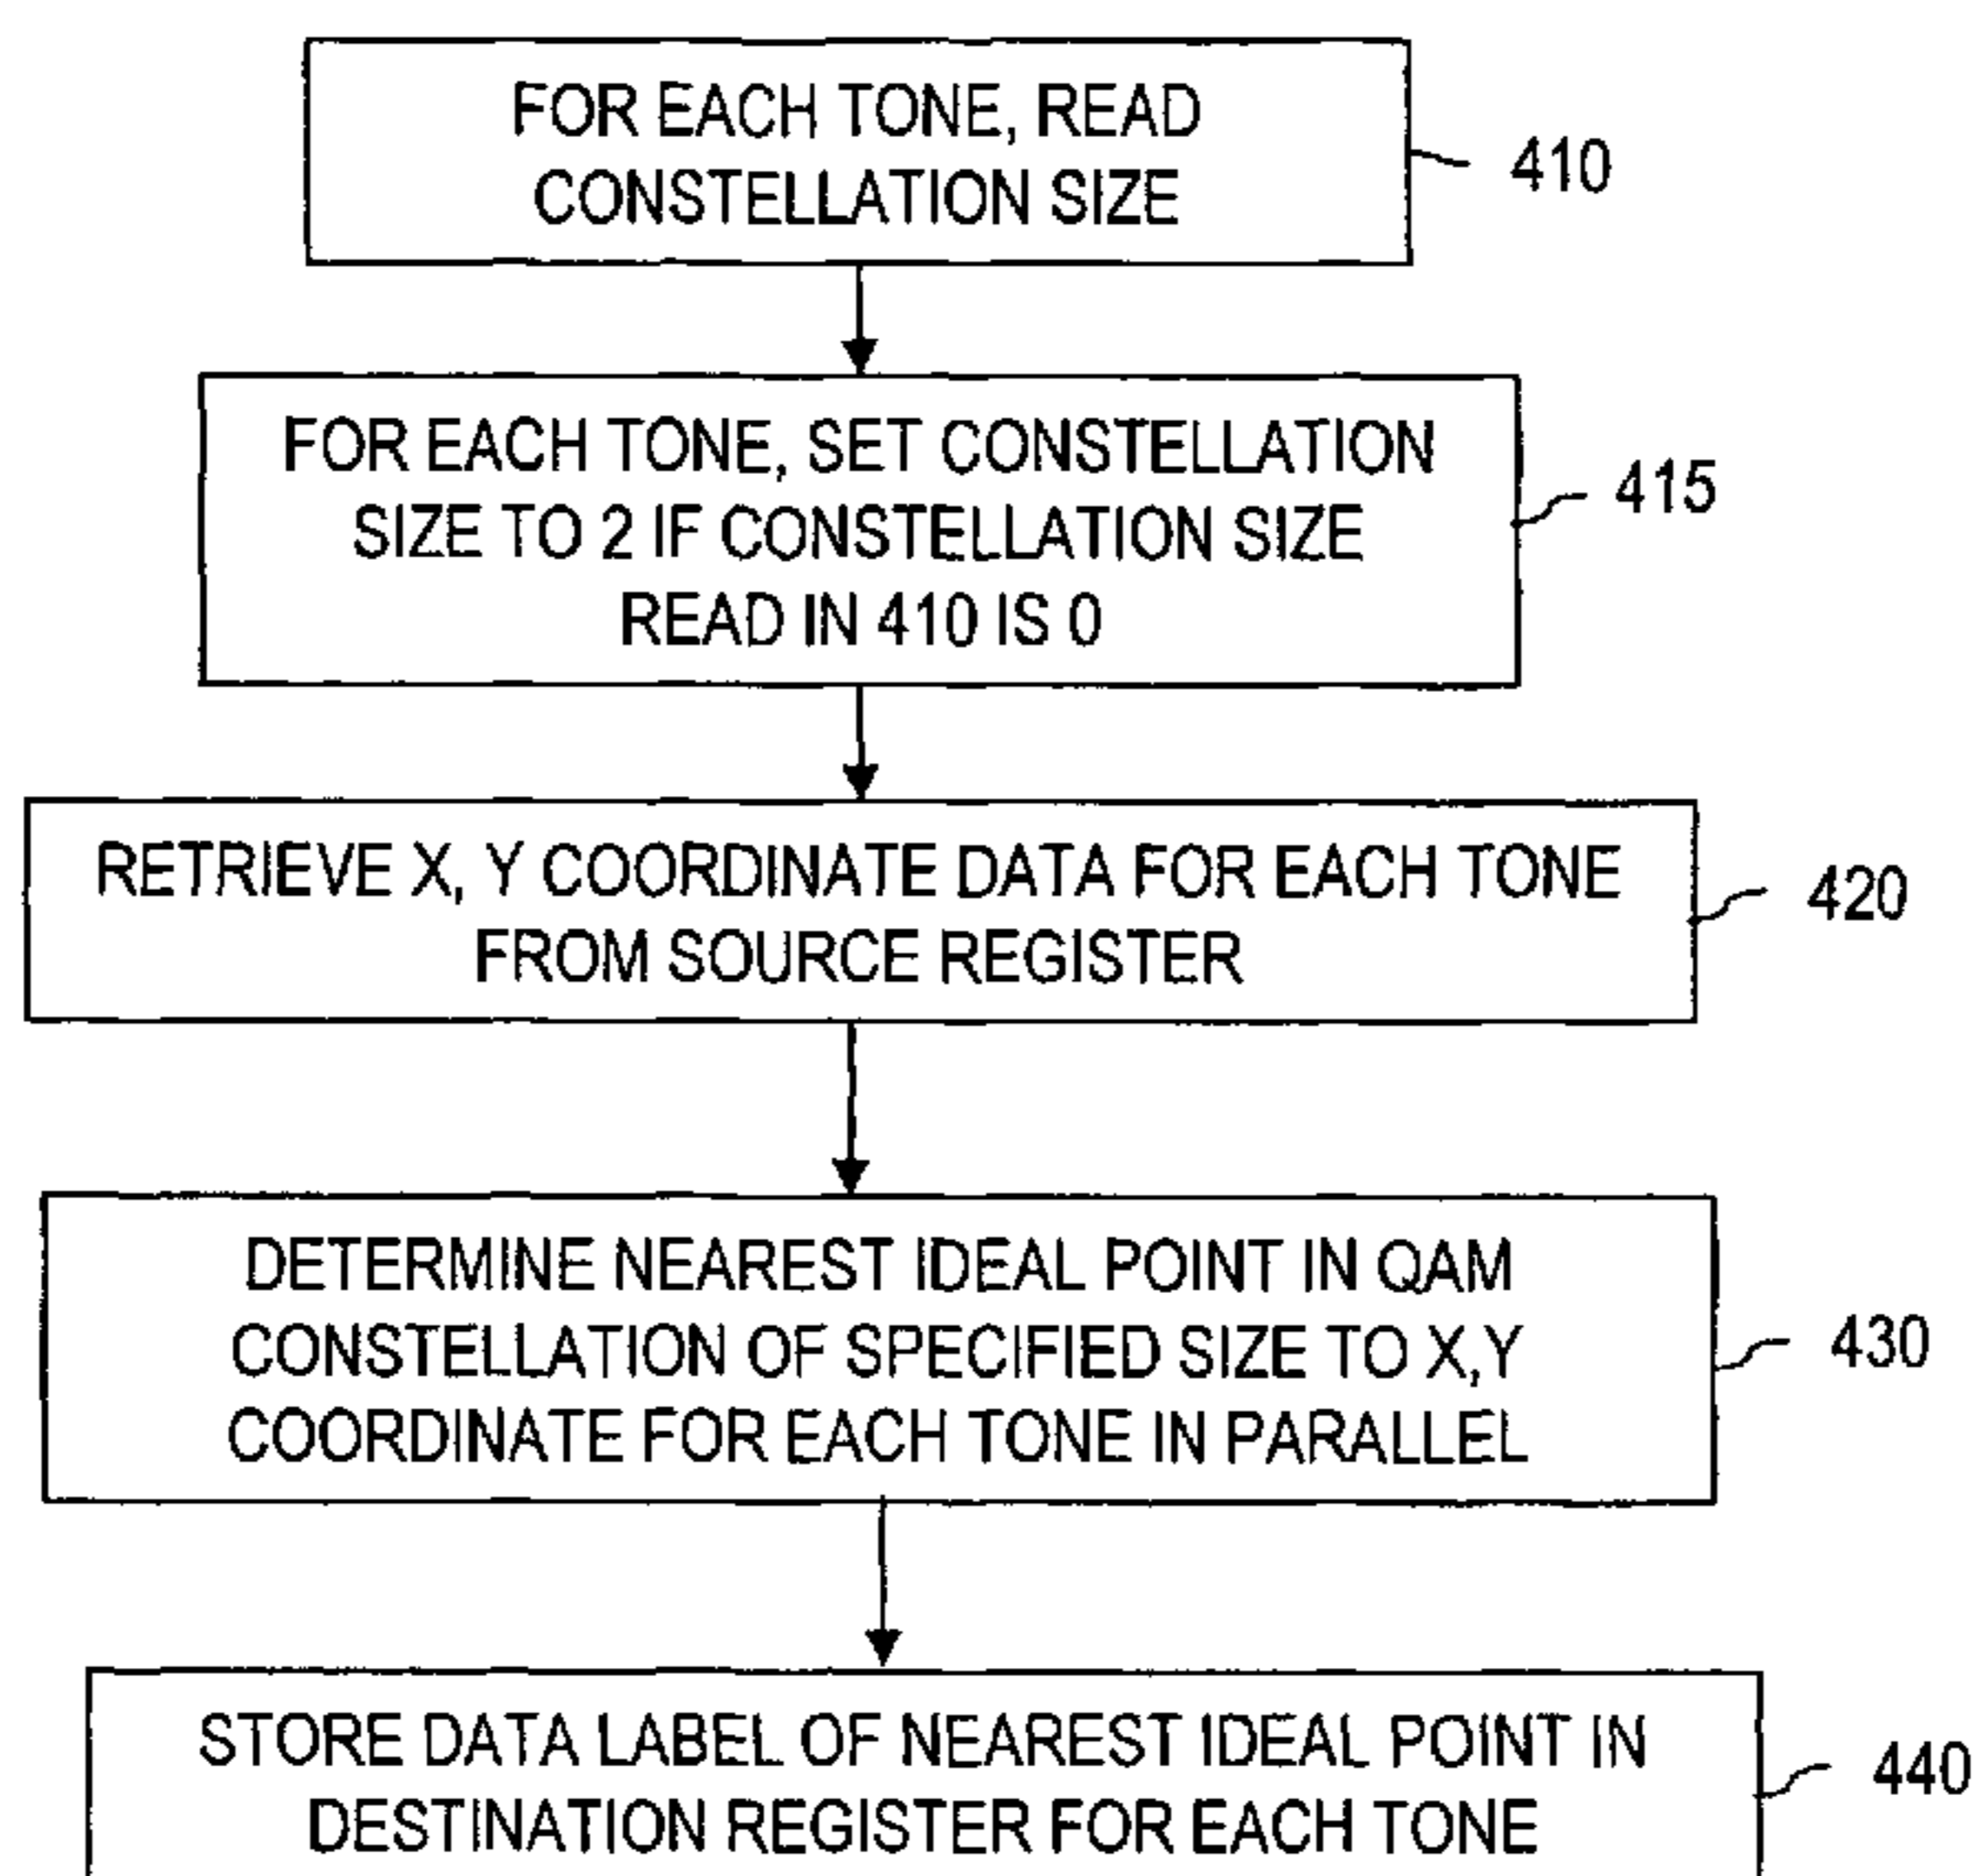 FOR EACH TONE, READ
CONSTELLATION SIZE
410
FOR EACH TONE, SET CONSTELLATION
SIZE TO 2 IF CONSTELLATION SIZE
READ IN 410 IS 0
415
RETRIEVE X, Y COORDINATE DATA FOR EACH TONE
FROM SOURCE REGISTER
420
DETERMINE NEAREST IDEAL POINT IN QAM
CONSTELLATION OF SPECIFIED SIZE TO X,Y
COORDINATE FOR EACH TONE IN PARALLEL
430
STORE DATA LABEL OF NEAREST IDEAL POINT IN
DESTINATION REGISTER FOR EACH TONE
440